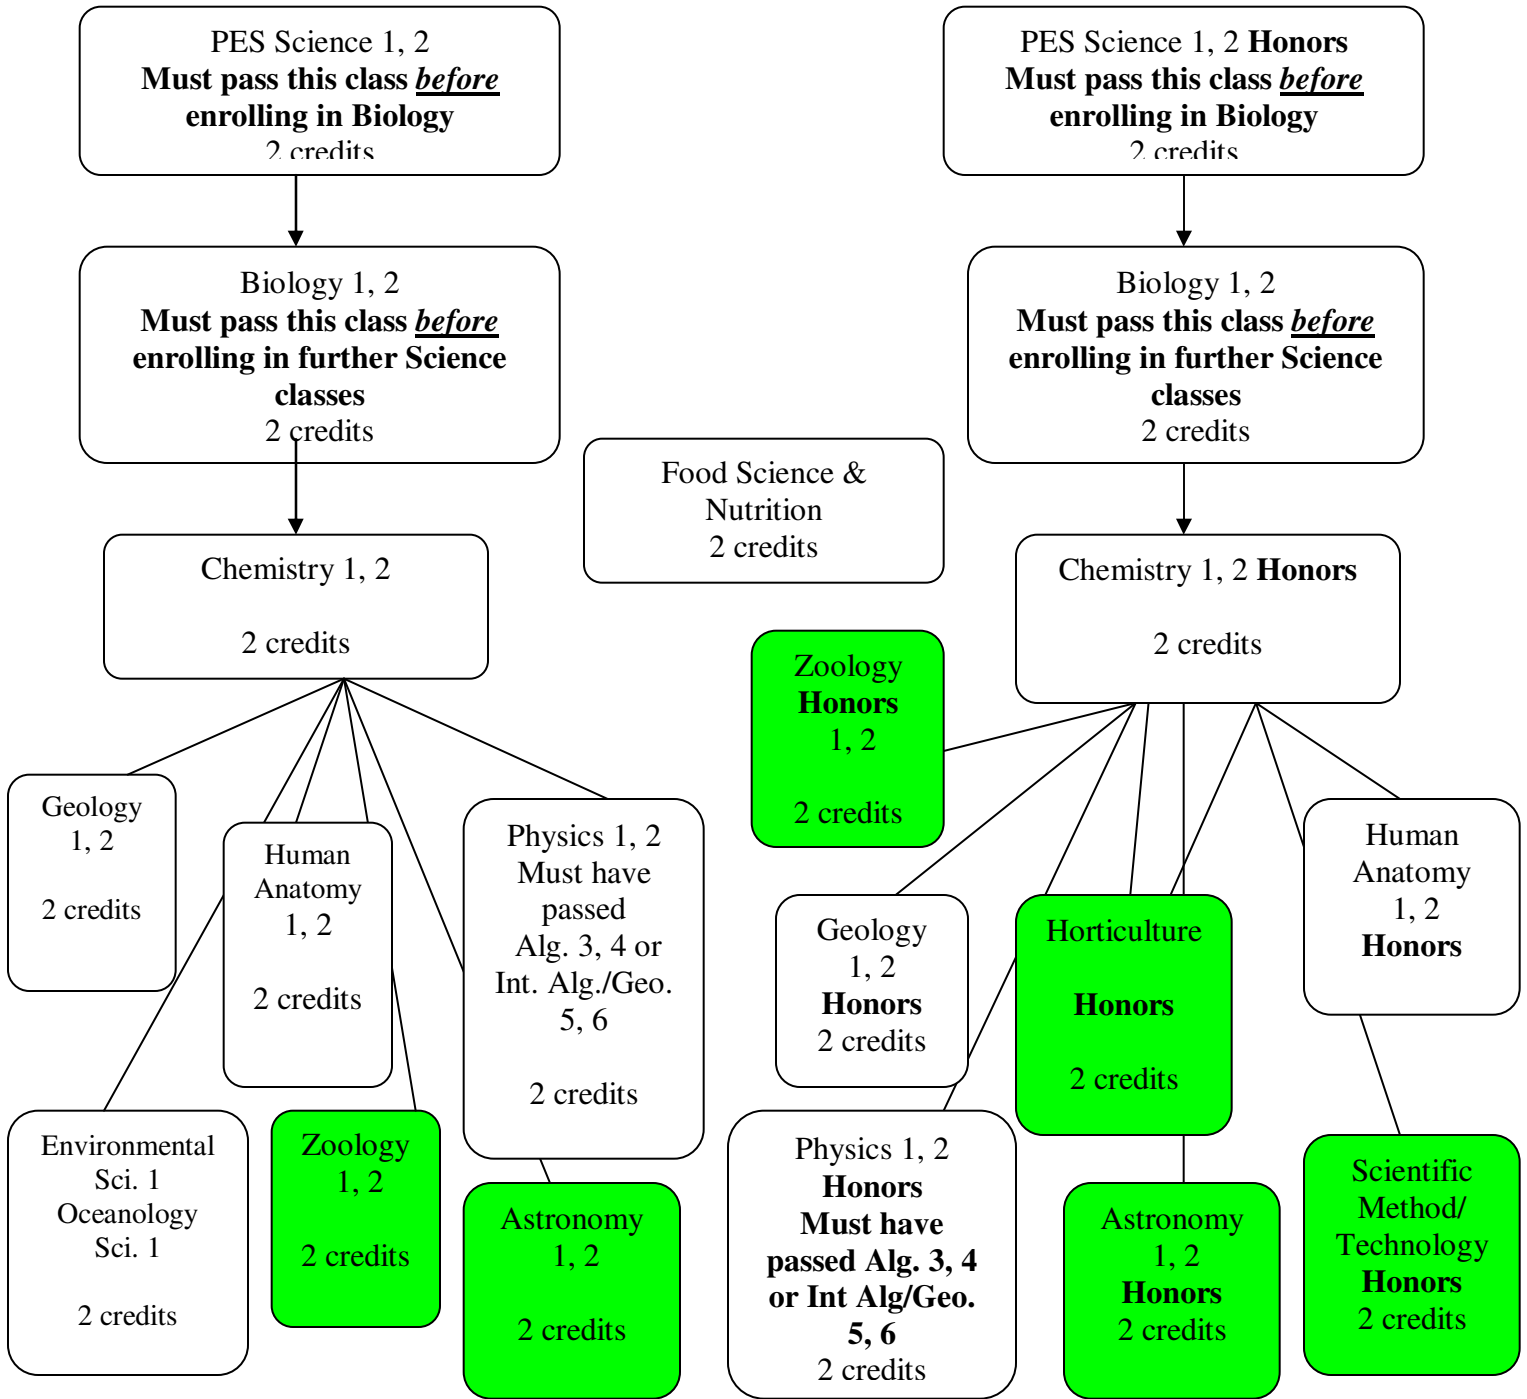 PES Science 1, 2
Must pass this class before
enrolling in Biology
2 credits
PES Science 1, 2 Honors
Must pass this class before
enrolling in Biology
2 credits
Biology 1, 2
Must pass this class before
enrolling in further Science
classes
2 credits
Biology 1, 2
Must pass this class before
enrolling in further Science
classes
2 credits
Food Science &
Nutrition
2 credits
Chemistry 1, 2
2 credits
Chemistry 1, 2 Honors
2 credits
Zoology
Honors
1, 2
2 credits
Geology
1, 2
2 credits
Human
Anatomy
1, 2
2 credits
Physics 1, 2
Must have
passed
Alg. 3, 4 or
Int. Alg./Geo.
5, 6
2 credits
Geology
1, 2
Honors
2 credits
Horticulture
Honors
2 credits
Human
Anatomy
1, 2
Honors
Environmental
Sci. 1
Oceanology
Sci. 1
2 credits
Zoology
1, 2
2 credits
Astronomy
1, 2
2 credits
Physics 1, 2
Honors
Must have
passed Alg. 3, 4
or Int Alg/Geo.
5, 6
2 credits
Astronomy
1, 2
Honors
2 credits
Scientific
Method/
Technology
Honors
2 credits